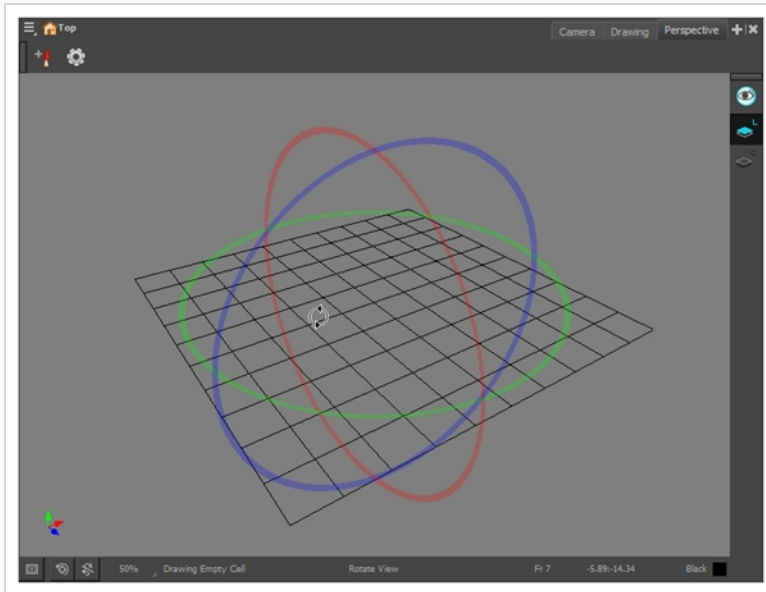 Top
Camera Drawing Perspective
L
C
50% Drawing Empty Cell Rotate View Fr 7 -5.89:-14.34 Black